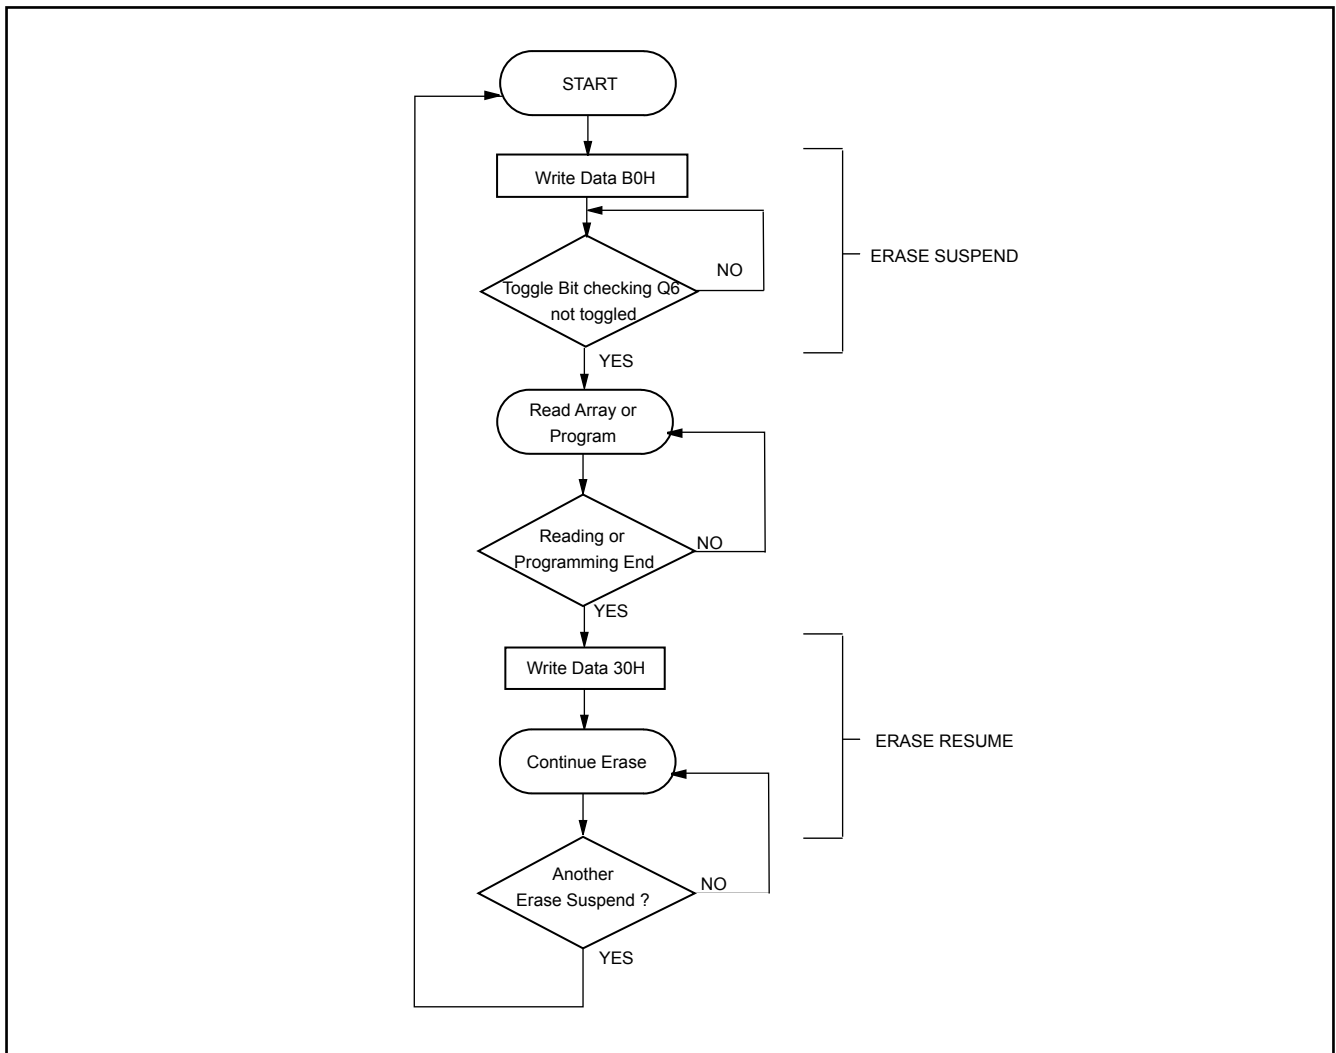 START
Write Data B0H
ERASE SUSPEND
NO
Toggle Bit checking Q6
not toggled
YES
Read Array or
Program
Reading or
Programming End
NO
YES
Write Data 30H
ERASE RESUME
Continue Erase
Another
Erase Suspend ?
NO
YES